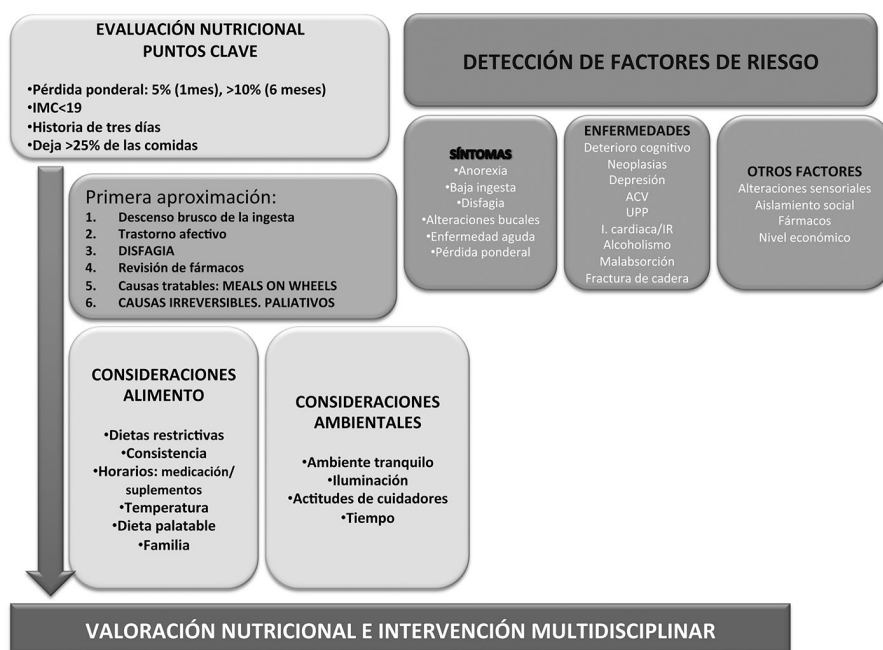 EVALUACIÓN NUTRICIONAL
PUNTOS CLAVE
•Pérdida ponderal: 5% (1mes), >10% (6 meses)
•IMC<19
•Historia de tres días
•Deja >25% de las comidas
DETECCIÓN DE FACTORES DE RIESGO
SÍNTOMAS
•Anorexia
•Baja ingesta
•Disfagia
•Alteraciones bucales
•Enfermedad aguda
•Pérdida ponderal
ENFERMEDADES
Deterioro cognitivo
Neoplasias
Depresión
ACV
UPP
I. cardiaca/IR
Alcoholismo
Malabsorción
Fractura de cadera
OTROS FACTORES
Alteraciones sensoriales
Aislamiento social
Fármacos
Nivel económico
Primera aproximación:
1. Descenso brusco de la ingesta
2. Trastorno afectivo
3. DISFAGIA
4. Revisión de fármacos
5. Causas tratables: MEALS ON WHEELS
6. CAUSAS IRREVERSIBLES. PALIATIVOS
CONSIDERACIONES
ALIMENTO
•Dietas restrictivas
•Consistencia
•Horarios: medicación/
suplementos
•Temperatura
•Dieta palatable
•Familia
CONSIDERACIONES
AMBIENTALES
•Ambiente tranquilo
•Iluminación
•Actitudes de cuidadores
•Tiempo
VALORACIÓN NUTRICIONAL E INTERVENCIÓN MULTIDISCIPLINAR